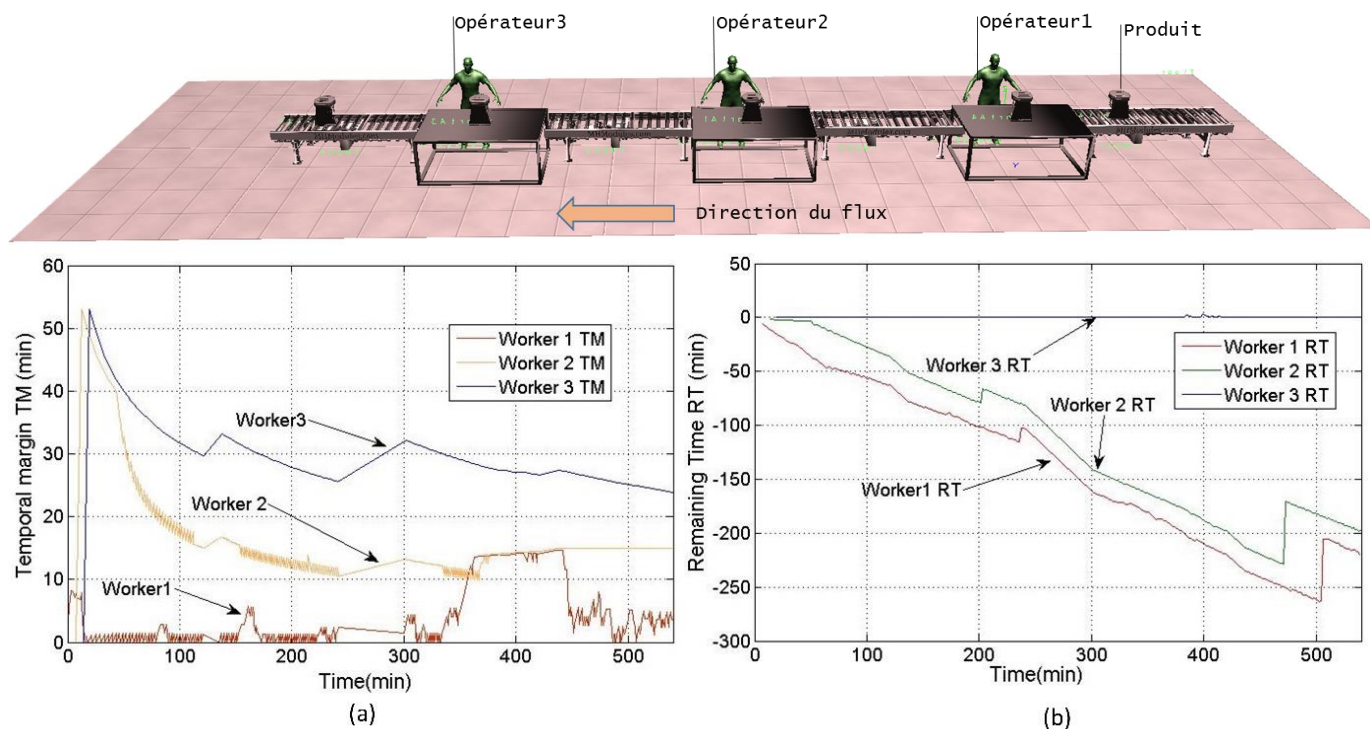 Opérateur3
Opérateur2
Opérateur1
Produit
Direction du flux
Y
60
50
40
30
20
10
0
Temporal margin TM (min)
Worker 1 TM
Worker 2 TM
Worker 3 TM
Worker3
Worker 2
Worker1
0 100 200 300 400 500
Time(min)
(a)
50
0
-50
-100
-150
-200
-250
-300
Remaining Time RT (min)
Worker 1 RT
Worker 2 RT
Worker 3 RT
Worker 3 RT
Worker 2 RT
Worker1 RT
0 100 200 300 400 500
Time(min)
(b)